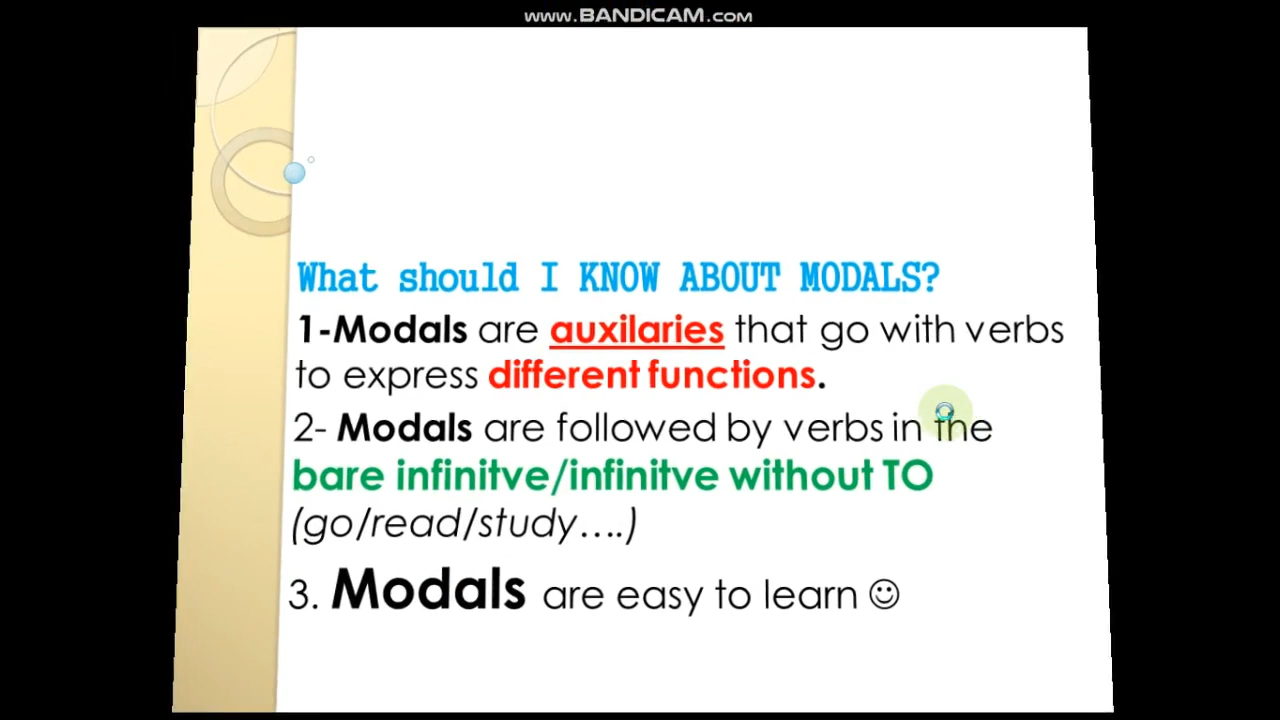 www.BANDICAM.com
What should I KNOW ABOUT MODALS?
1-Modals are auxilaries that go with verbs
to express different functions.
2- Modals are followed by verbs in the
bare infinitve/infinitve without TO
(go/read/study….)
3. Modals are easy to learn ☺